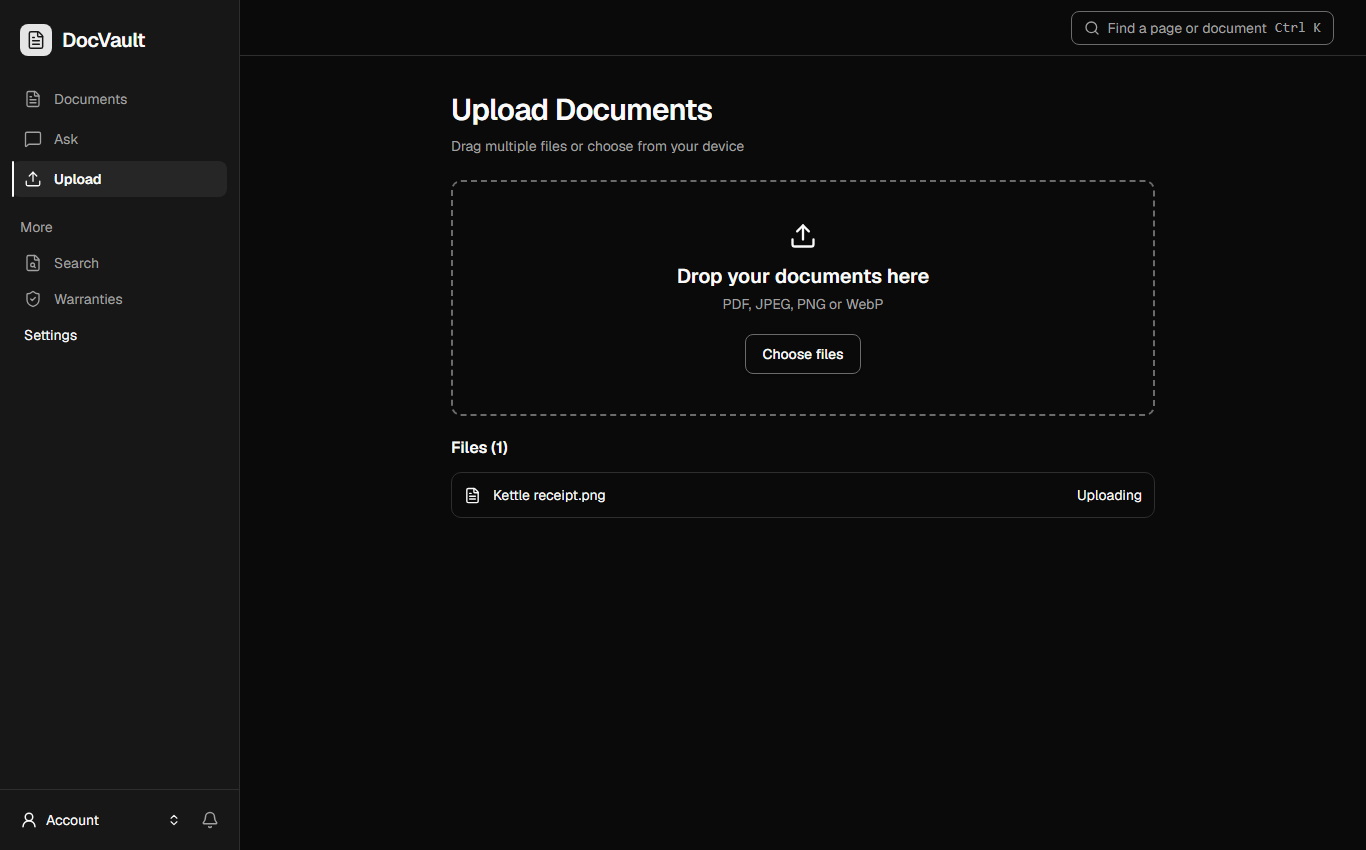 DocVault
Documents
Ask
Upload
More
Search
Warranties
Settings
Account
Find a page or document Ctrl K
Upload Documents
Drag multiple files or choose from your device
Drop your documents here
PDF, JPEG, PNG or WebP
Choose files
Files (1)
Kettle receipt.png Uploading